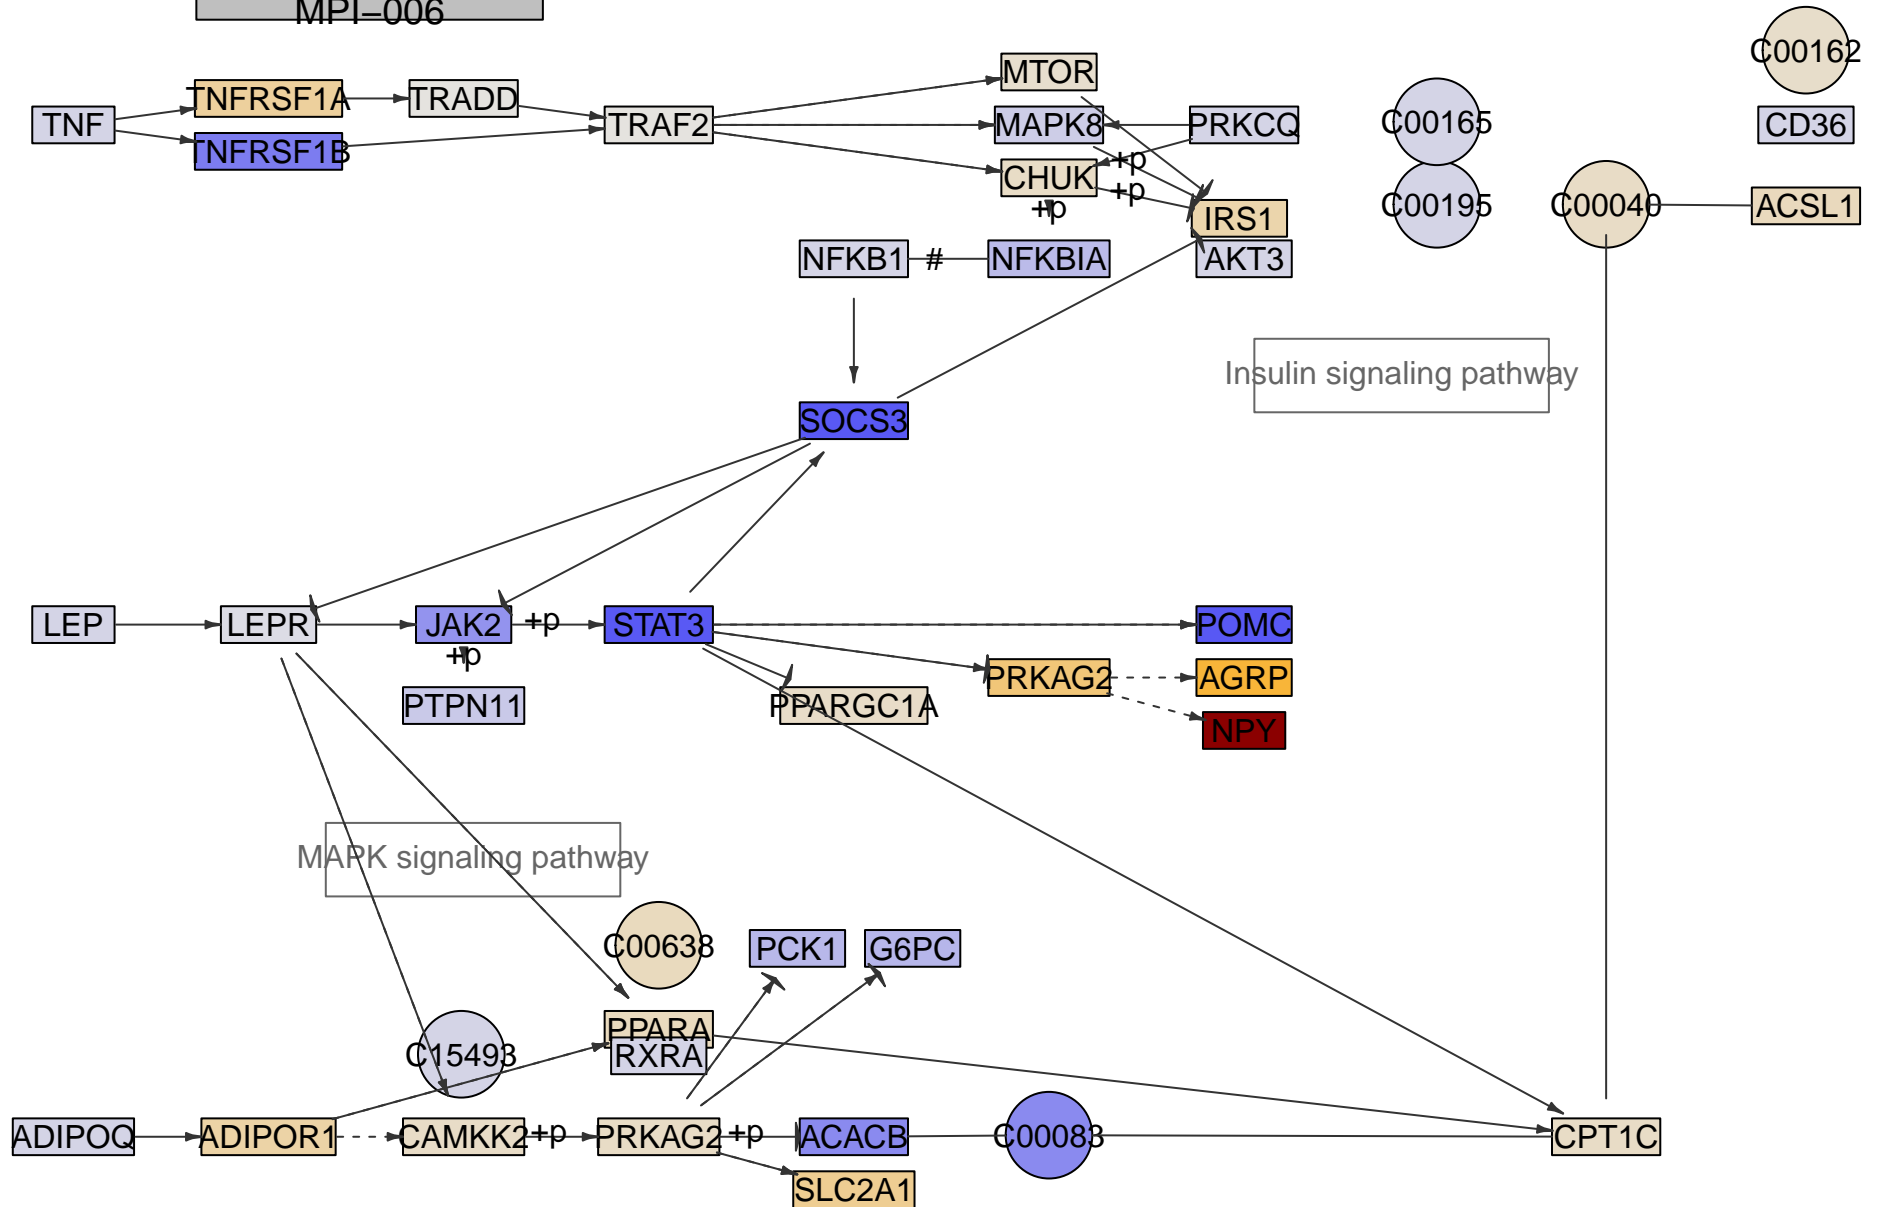 MPI−006
C00162
MTOR
TNFRSF1A
TRADD
TNF
TRAF2
MAPK8
PRKCQ
C00165
CD36
TNFRSF1B
+p
CHUK
+p
+p
IRS1
C00195
C00040
ACSL1
NFKB1
#
NFKBIA
AKT3
Insulin signaling pathway
SOCS3
LEP
LEPR
JAK2
+p
STAT3
POMC
+p
PRKAG2
AGRP
PTPN11
PPARGC1A
NPY
MAPK signaling pathway
C00638
PCK1
G6PC
PPARA
C15493
RXRA
ADIPOQ
ADIPOR1
CAMKK2
+p
PRKAG2
+p
ACACB
C00083
CPT1C
SLC2A1